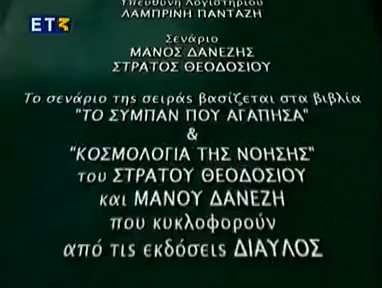 Υπεύθυνη Λογιστηρίου
ΛΑΜΠΡΙΝΗ ΠΑΝΤΑΖΗ
ΕΤ3
Σενάριο
ΜΑΝΟΣ ΔΑΝΕΖΗΣ
ΣΤΡΑΤΟΣ ΘΕΟΔΟΣΙΟΥ
Το σενάριο της σειράς βασίζεται στα βιβλία
"ΤΟ ΣΥΜΠΑΝ ΠΟΥ ΑΓΑΠΗΣΑ"
&
"ΚΟΣΜΟΛΟΓΙΑ ΤΗΣ ΝΟΗΣΗΣ"
του ΣΤΡΑΤΟΥ ΘΕΟΔΟΣΙΟΥ
και ΜΑΝΟΥ ΔΑΝΕΖΗ
που κυκλοφορούν
από τις εκδόσεις ΔΙΑΥΛΟΣ